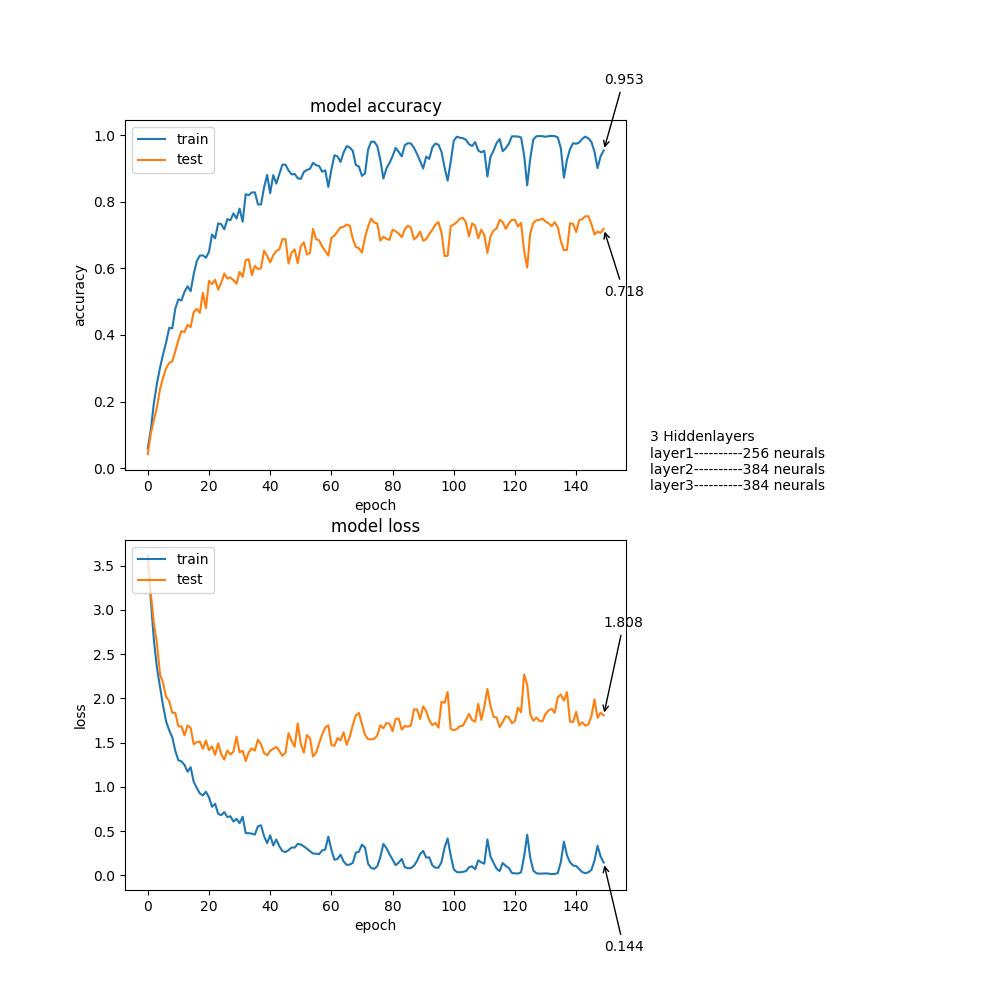 0.953
model accuracy
train
test
1.0
0.8
0.6
0.4
0.2
0.0
accuracy
0 20 40 60 80 100 120 140
epoch
0.718
3 Hiddenlayers
layer1----------256 neurals
layer2----------384 neurals
layer3----------384 neurals
model loss
train
test
3.5
3.0
2.5
2.0
1.5
1.0
0.5
0.0
loss
0 20 40 60 80 100 120 140
epoch
1.808
0.144